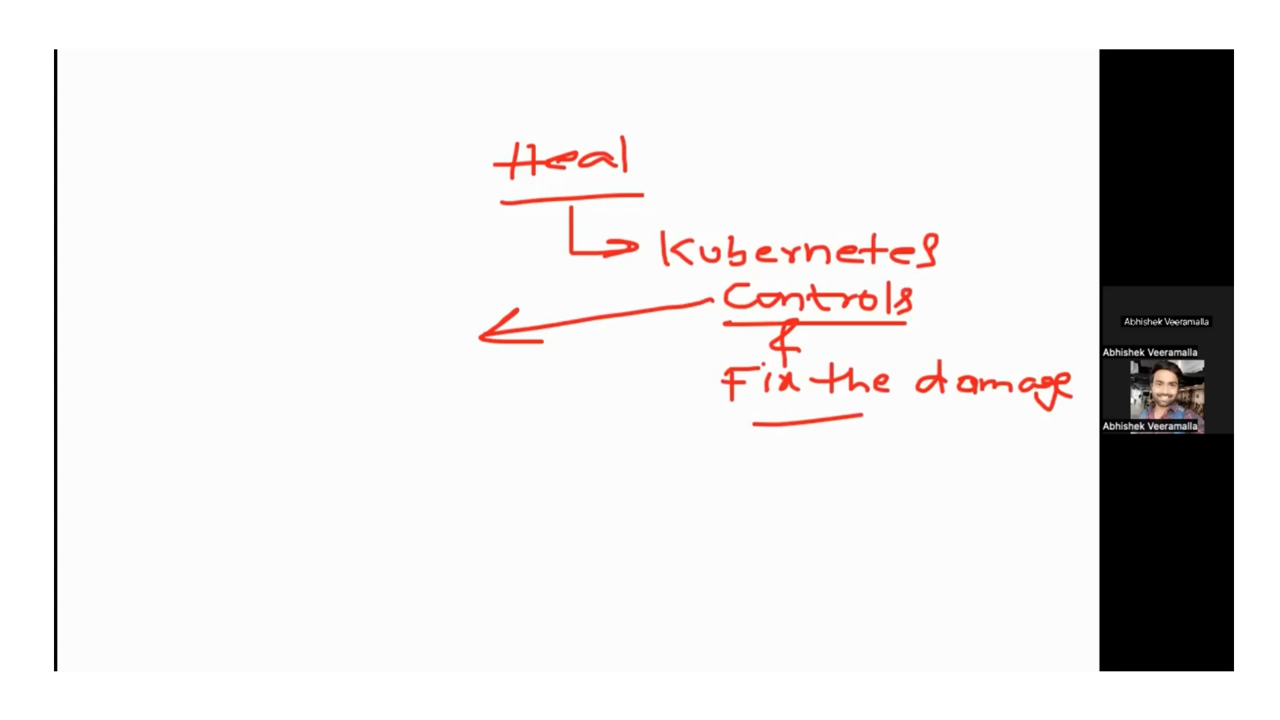 Heal
Kubernetes
Controls
&
Fix the damage
Abhishek Veeramalla
Abhishek Veeramalla
Abhishek Veeramalla